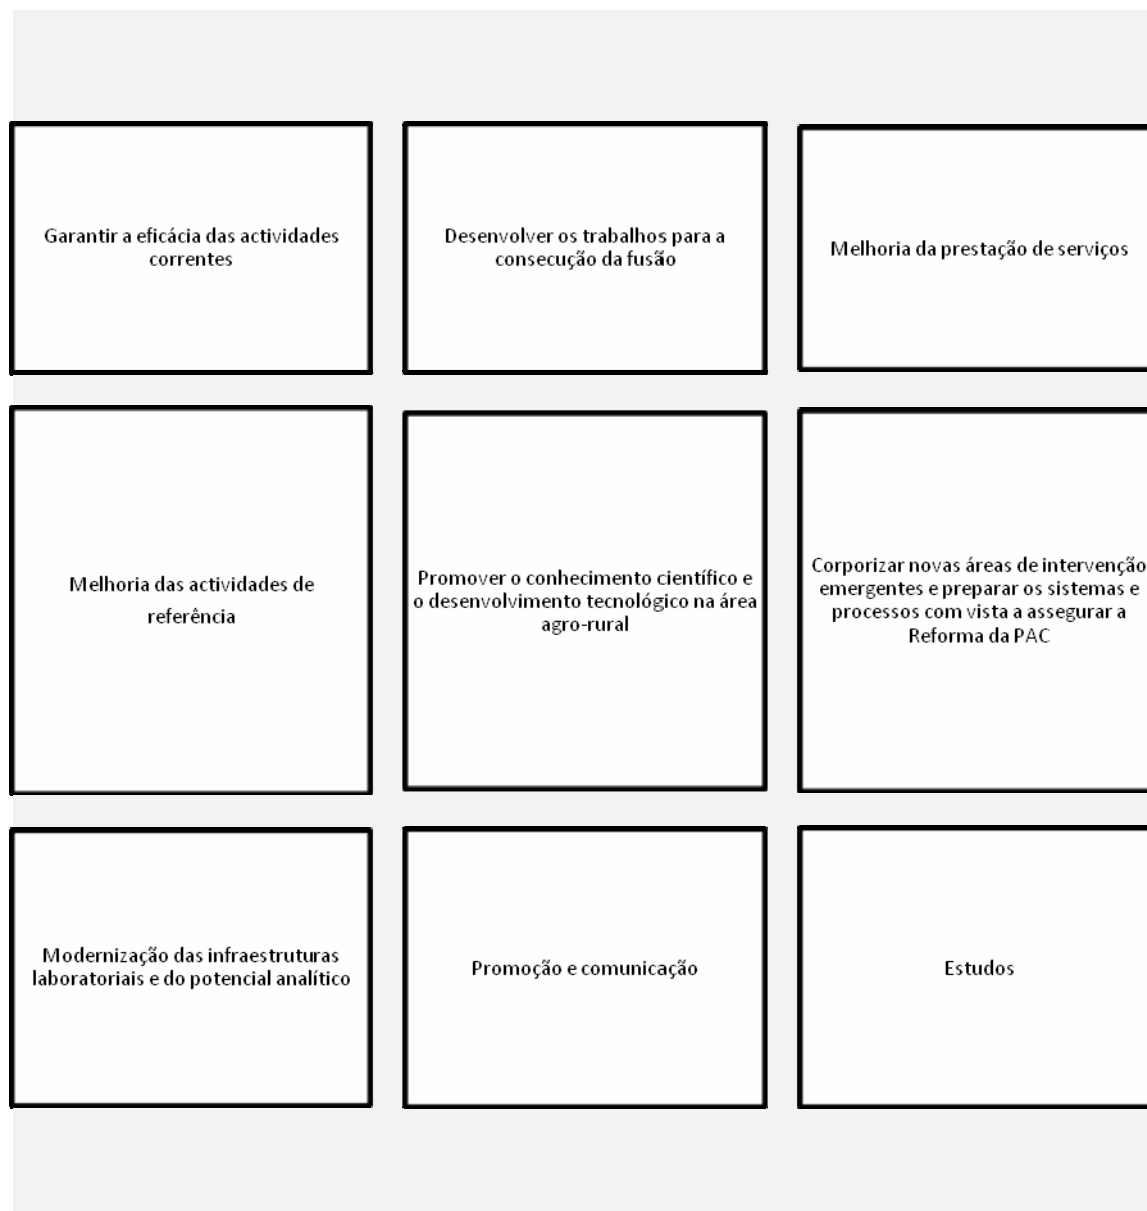 Garantir a eficácia das actividades
correntes
Desenvolver os trabalhos para a
consecução da fusão
Melhoria da prestação de serviços
Melhoria das actividades de
referência
Promover o conhecimento científico e
o desenvolvimento tecnológico na área
agro-rural
Corporizar novas áreas de intervenção
emergentes e preparar os sistemas e
processos com vista a assegurar a
Reforma da PAC
Modernização das infraestruturas
laboratoriais e do potencial analítico
Promoção e comunicação
Estudos